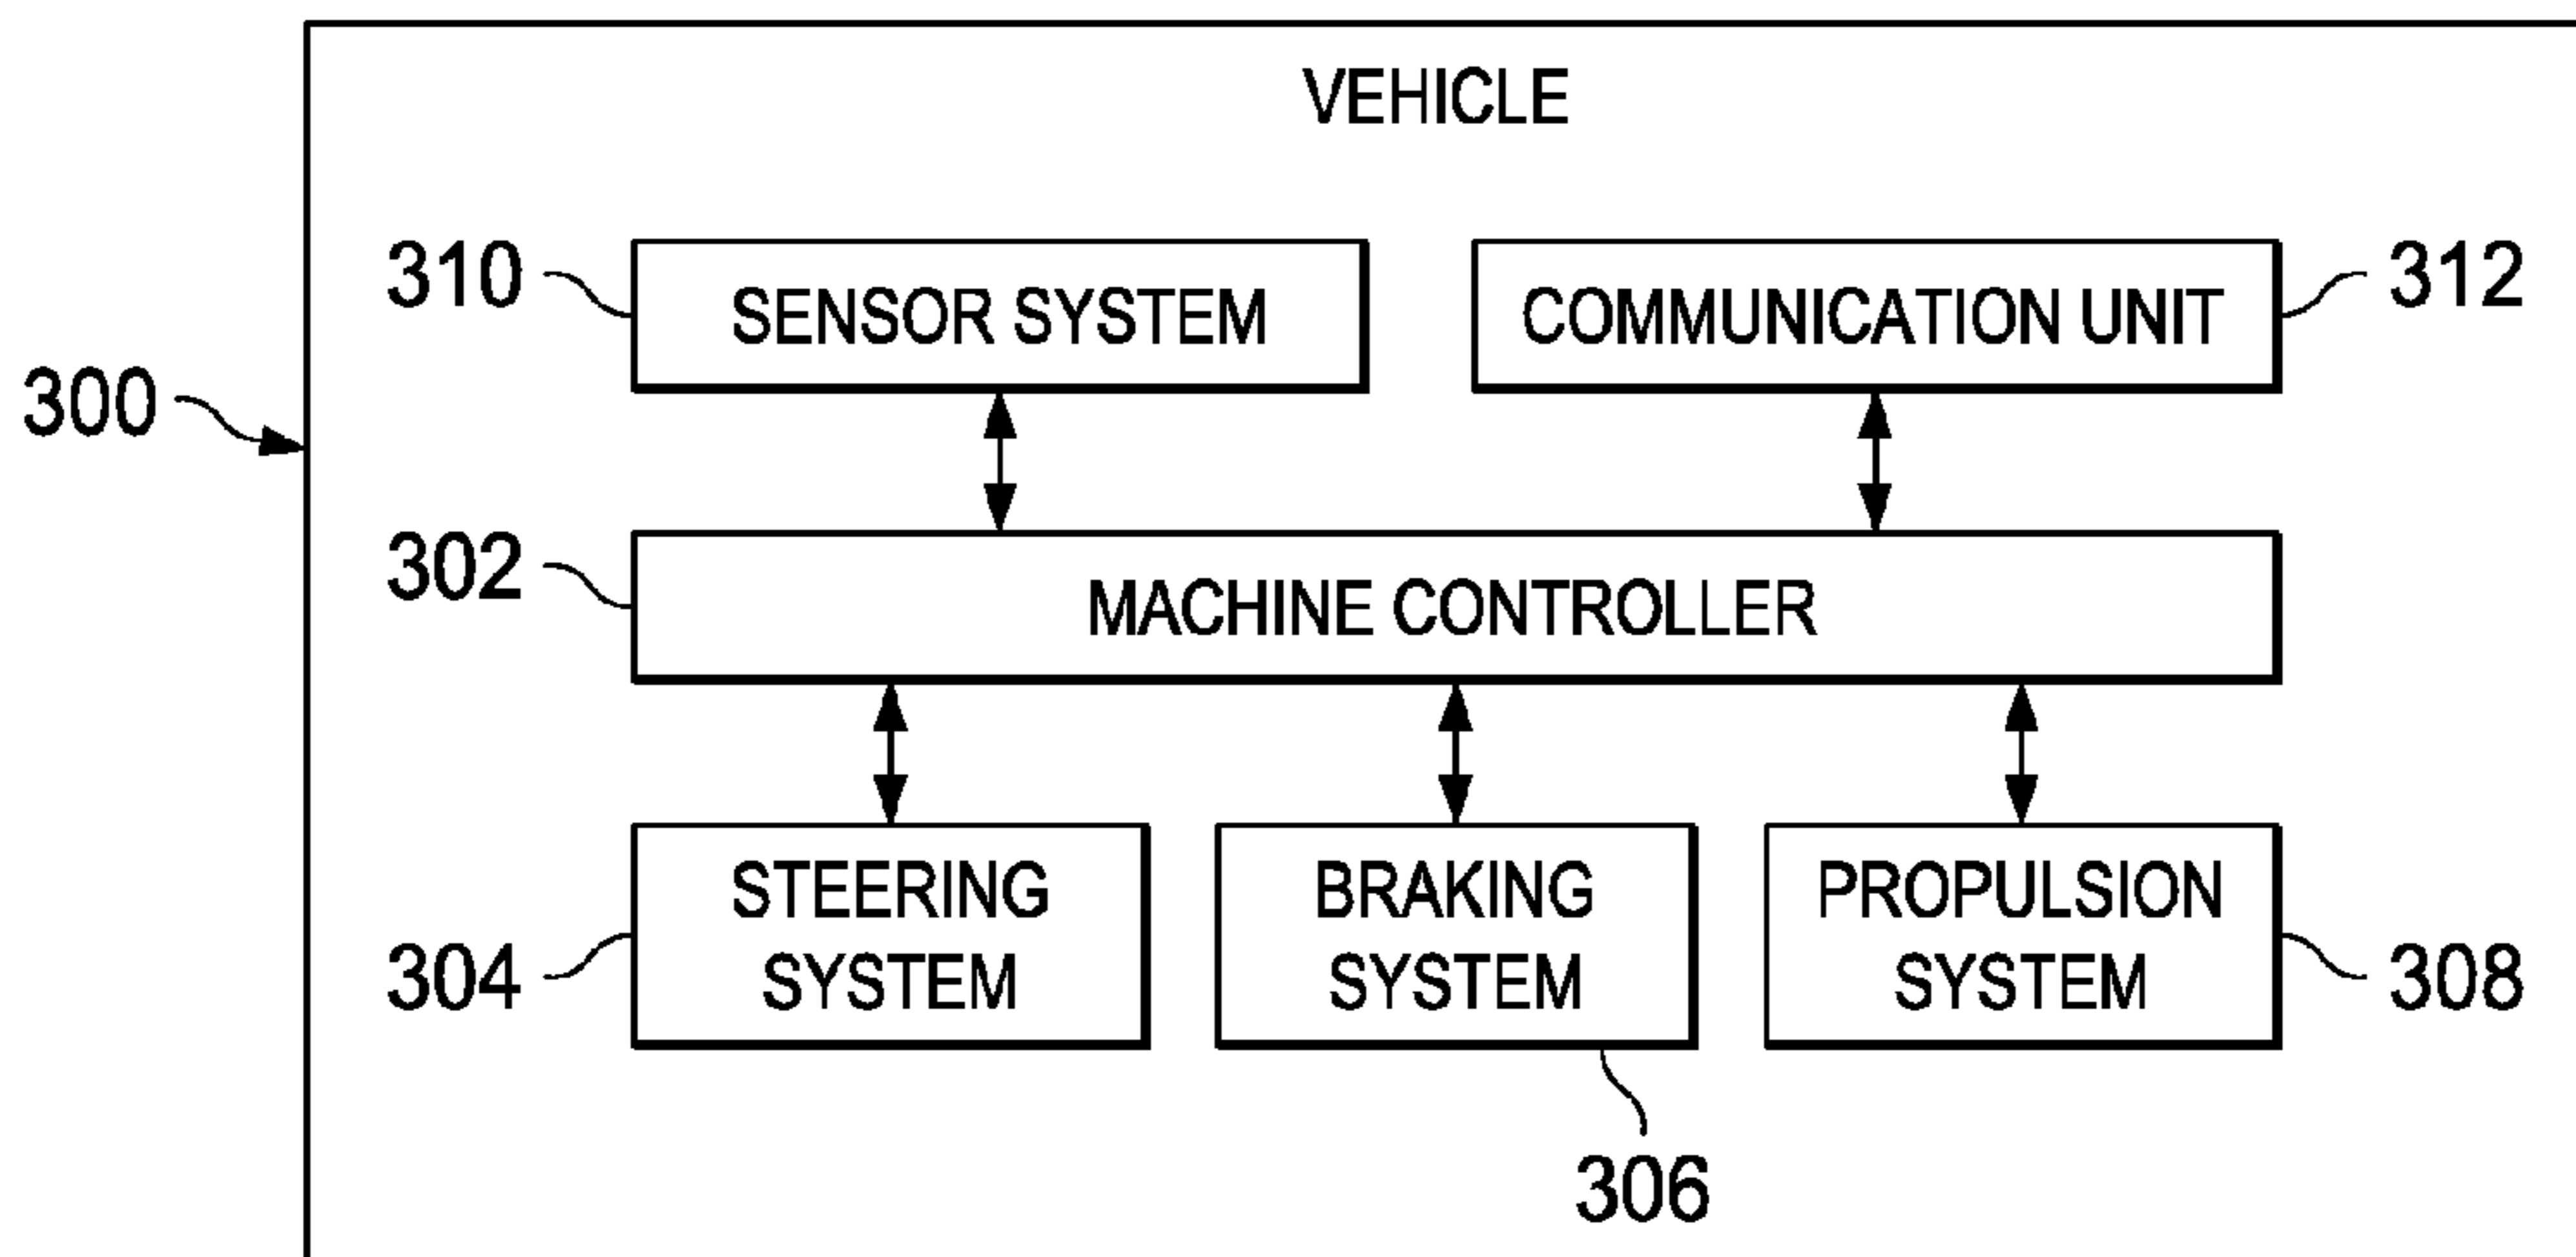 VEHICLE
310 SENSOR SYSTEM COMMUNICATION UNIT 312
300
302 MACHINE CONTROLLER
STEERING BRAKING PROPULSION
304 SYSTEM SYSTEM SYSTEM 308
306